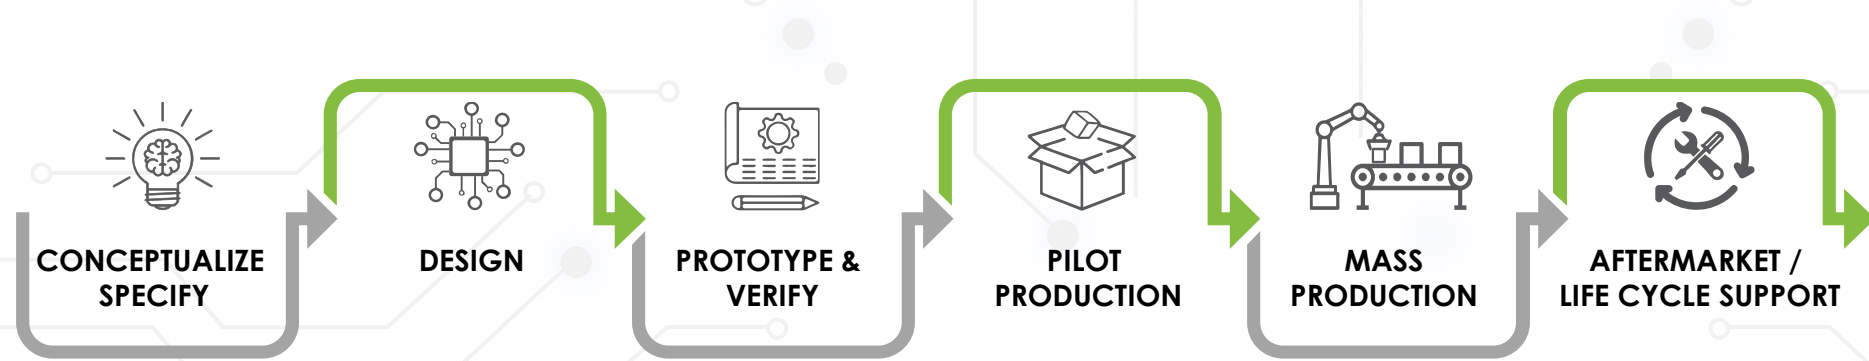 CONCEPTUALIZE
SPECIFY
DESIGN
PROTOTYPE &
VERIFY
PILOT
PRODUCTION
MASS
PRODUCTION
AFTERMARKET /
LIFE CYCLE SUPPORT